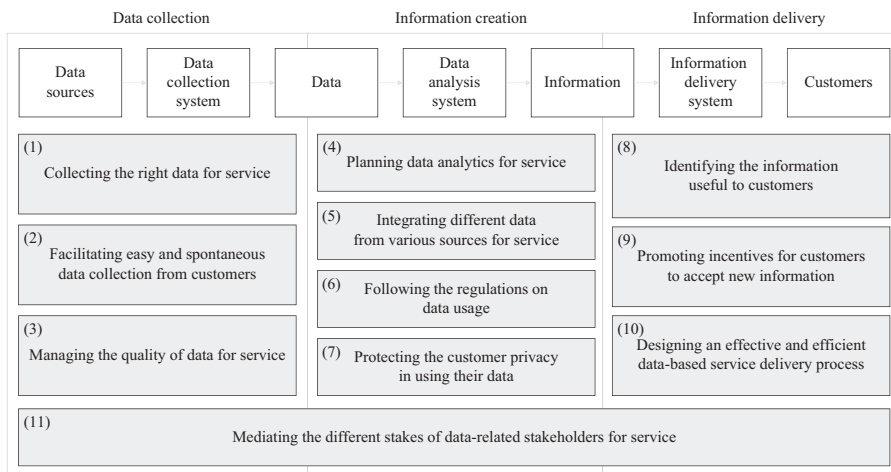 Data collection
Information creation
Information delivery
Data
sources
Data
collection
system
Data
Data
analysis
system
Information
Information
delivery
system
Customers
(1)
Collecting the right data for service
(2)
Facilitating easy and spontaneous
data collection from customers
(3)
Managing the quality of data for service
(4)
Planning data analytics for service
(5)
Integrating different data
from various sources for service
(6)
Following the regulations on
data usage
(7)
Protecting the customer privacy
in using their data
(8)
Identifying the information
useful to customers
(9)
Promoting incentives for customers
to accept new information
(10)
Designing an effective and efficient
data-based service delivery process
(11)
Mediating the different stakes of data-related stakeholders for service